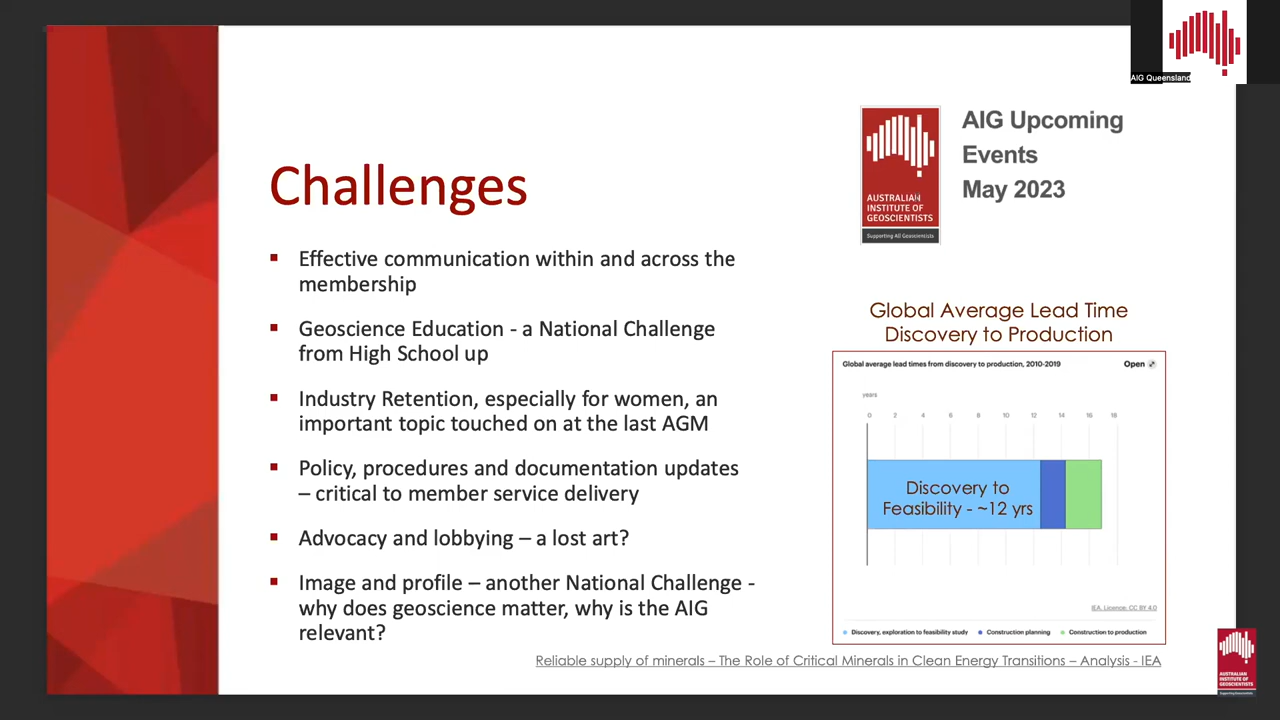 AIG Queensland
AIG Upcoming
Events
May 2023
AUSTRALIAN
INSTITUTE OF
GEOSCIENTISTS
Supporting All Geoscientists
Challenges
Effective communication within and across the
membership
Geoscience Education - a National Challenge
from High School up
Industry Retention, especially for women, an
important topic touched on at the last AGM
Policy, procedures and documentation updates
– critical to member service delivery
Advocacy and lobbying – a lost art?
Image and profile – another National Challenge -
why does geoscience matter, why is the AIG
relevant?
Global Average Lead Time
Discovery to Production
Global average lead times from discovery to production, 2010-2019
Open
years
0 2 4 6 8 10 12 14 16 18
Discovery to
Feasibility - ~12 yrs
IEA. Licence: CC BY 4.0
Discovery, exploration to feasibility study Construction planning Construction to production
Reliable supply of minerals – The Role of Critical Minerals in Clean Energy Transitions – Analysis - IEA
AUSTRALIAN
INSTITUTE OF
GEOSCIENTISTS
Supporting All Geoscientists